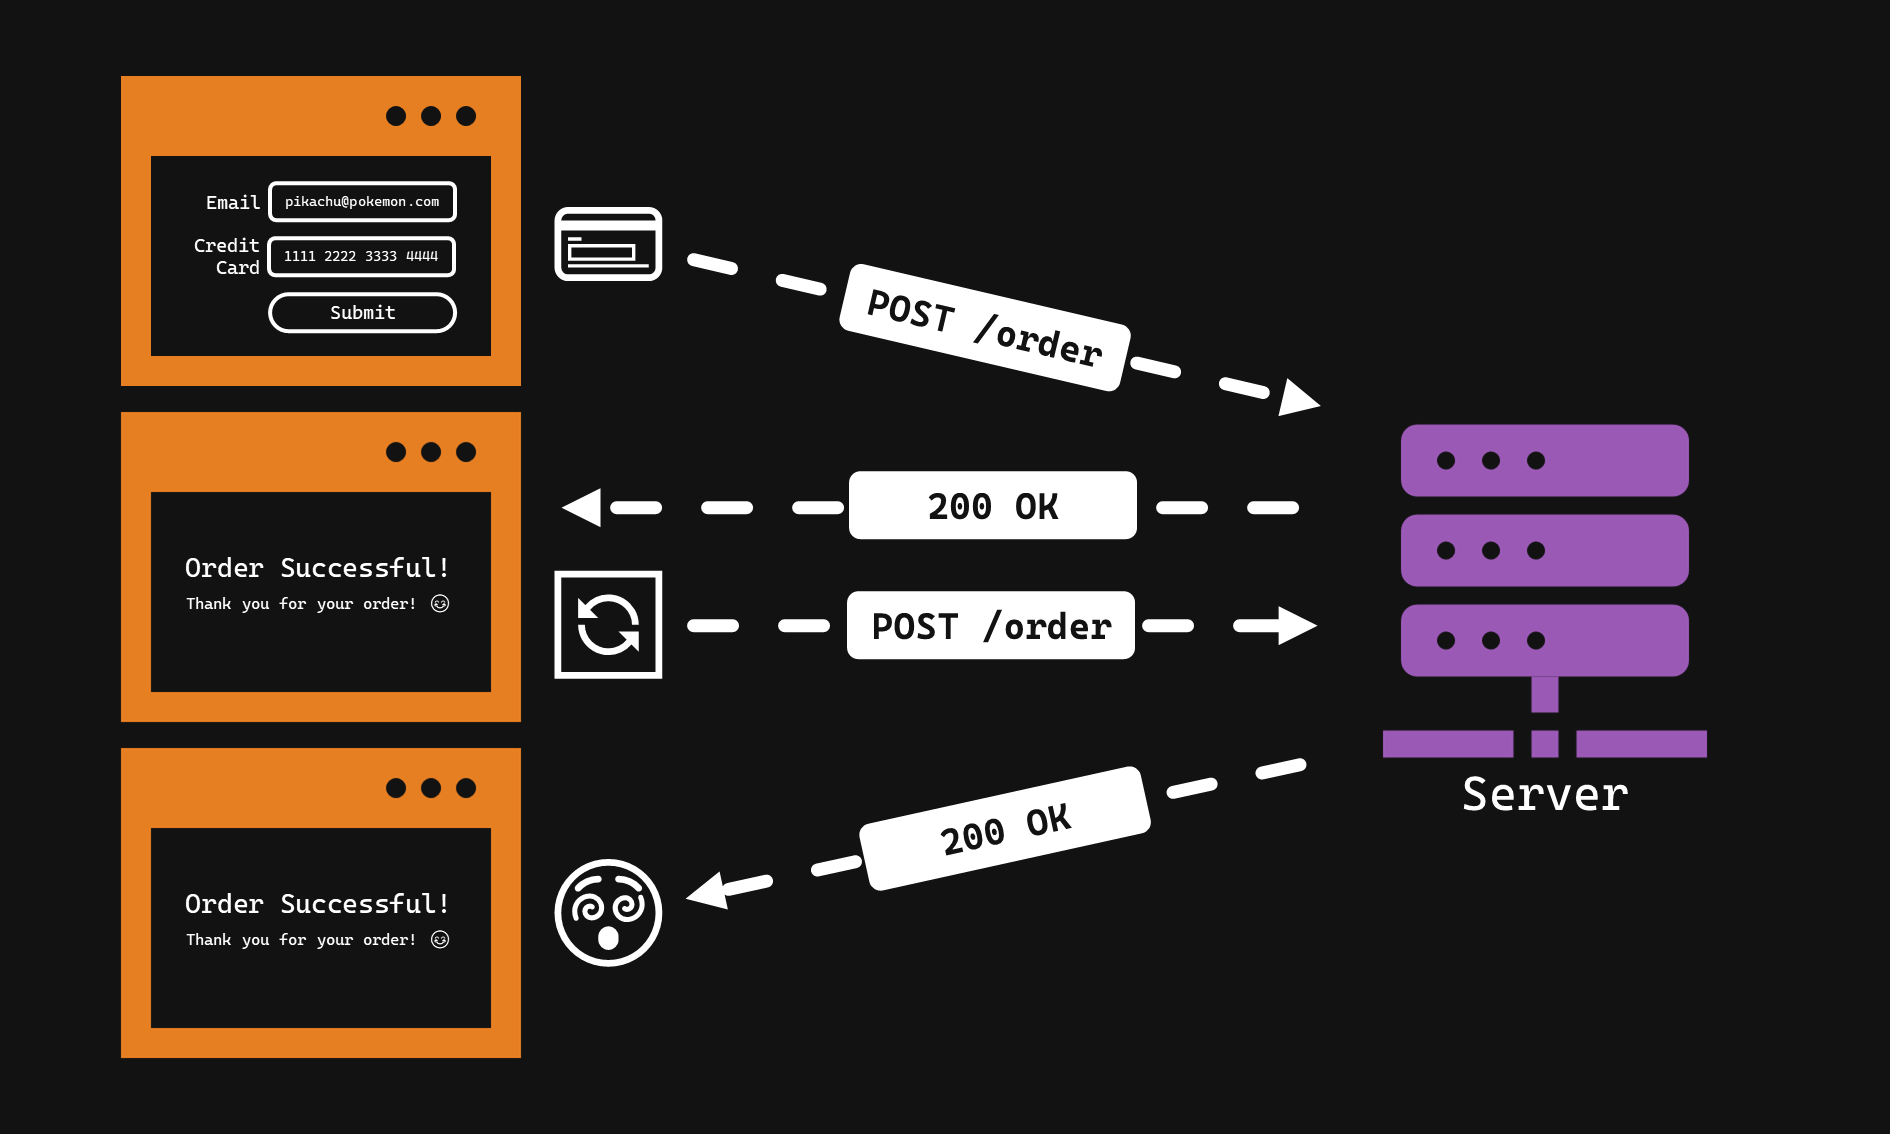 Email
pikachu@pokemon.com
Credit
Card
1111 2222 3333 4444
Submit
POST /order
200 OK
Order Successful!
Thank you for your order!
POST /order
Server
200 OK
Order Successful!
Thank you for your order!